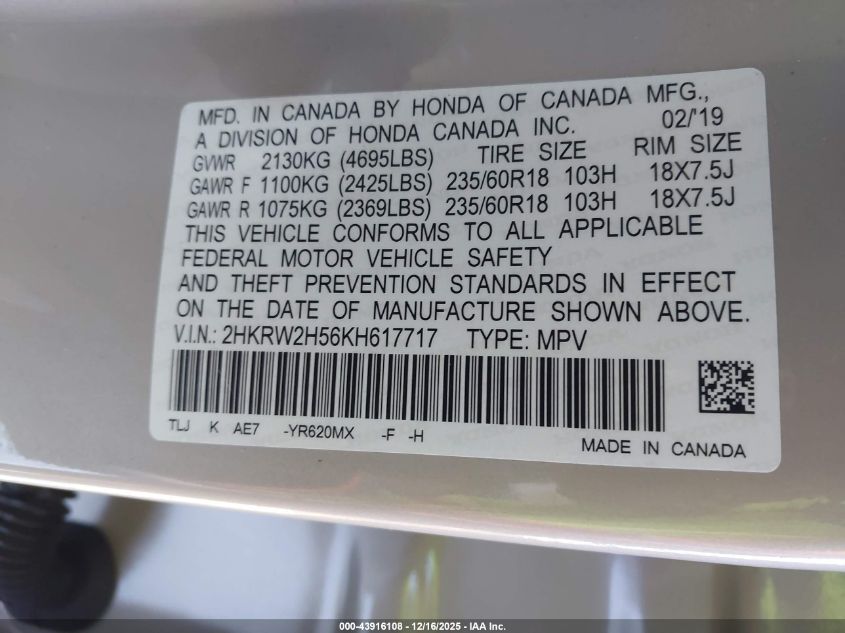 MFD. IN CANADA BY HONDA OF CANADA MFG.,
A DIVISION OF HONDA CANADA INC. 02/'19
GVWR 2130KG (4695LBS) TIRE SIZE RIM SIZE
GAWR F 1100KG (2425LBS) 235/60R18 103H 18X7.5J
GAWR R 1075KG (2369LBS) 235/60R18 103H 18X7.5J
THIS VEHICLE CONFORMS TO ALL APPLICABLE
FEDERAL MOTOR VEHICLE SAFETY
AND THEFT PREVENTION STANDARDS IN EFFECT
ON THE DATE OF MANUFACTURE SHOWN ABOVE.
V.I.N.: 2HKRW2H56KH617717 TYPE: MPV
TLJ K AE7 -YR620MX -F -H
MADE IN CANADA
000-43916108 - 12/16/2025 - IAA Inc.